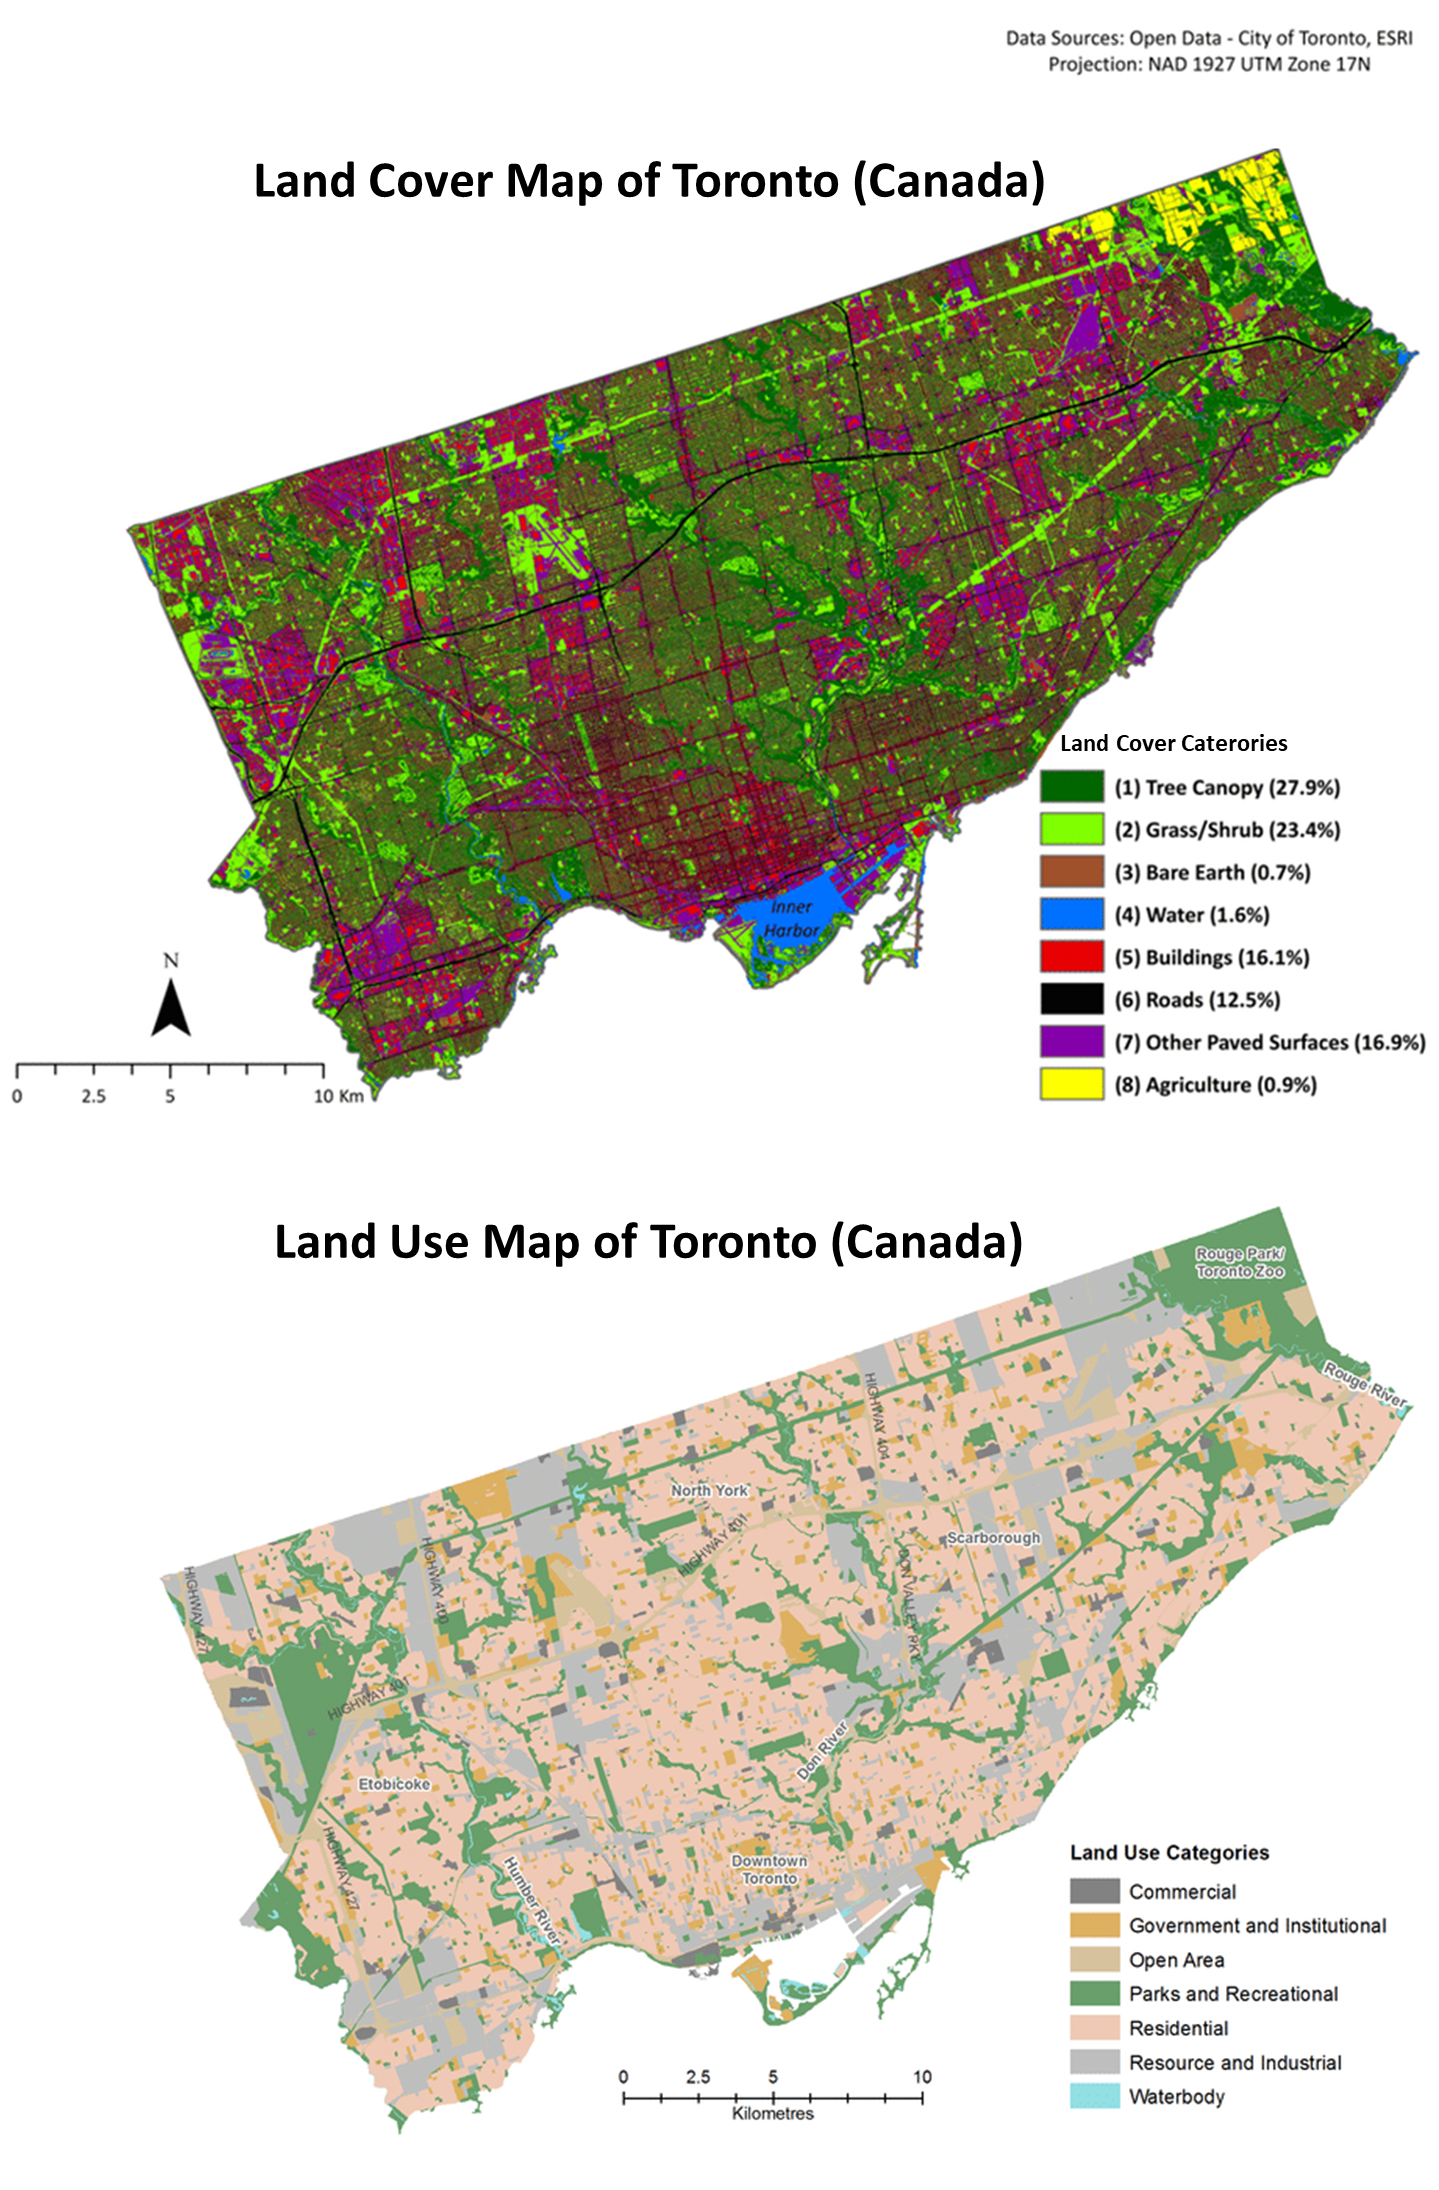 Data Sources: Open Data - City of Toronto, ESRI
Projection: NAD 1927 UTM Zone 17N
Land Cover Map of Toronto (Canada)
Inner
Harbor
Land Cover Caterories
(1) Tree Canopy (27.9%)
(2) Grass/Shrub (23.4%)
(3) Bare Earth (0.7%)
(4) Water (1.6%)
(5) Buildings (16.1%)
(6) Roads (12.5%)
(7) Other Paved Surfaces (16.9%)
(8) Agriculture (0.9%)
N
0 2.5 5 10 Km
Land Use Map of Toronto (Canada)
Rouge Park/
Toronto Zoo
Rouge River
HIGHWAY 404
North York
HIGHWAY 401
Scarborough
HIGHWAY 400
HIGHWAY 427
DON VALLEY PKY
HIGHWAY 401
Don River
Etobicoke
HIGHWAY 427
Humber River
Downtown
Toronto
Land Use Categories
Commercial
Government and Institutional
Open Area
Parks and Recreational
Residential
Resource and Industrial
Waterbody
0 2.5 5 10
Kilometres